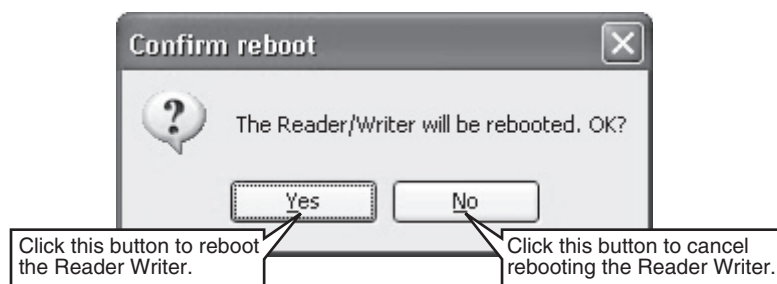 Confirm reboot
The Reader/Writer will be rebooted. OK?
Yes
No
Click this button to reboot
the Reader Writer.
Click this button to cancel
rebooting the Reader Writer.